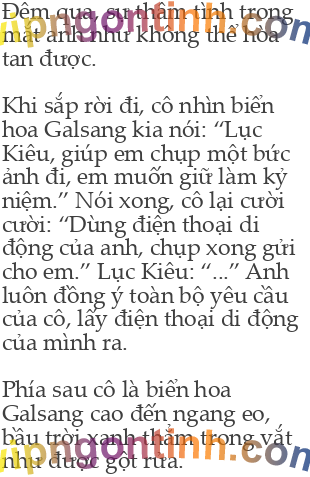 Đêm qua, sự thâm tình trong
mắt anh như không thể hòa
tan được.
Khi sắp rời đi, cô nhìn biển
hoa Galsang kia nói: “Lục
Kiêu, giúp em chụp một bức
ảnh đi, em muốn giữ làm kỷ
niệm.” Nói xong, cô lại cười
cười: “Dùng điện thoại di
động của anh, chụp xong gửi
cho em.” Lục Kiêu: “...” Anh
luôn đồng ý toàn bộ yêu cầu
của cô, lấy điện thoại di động
của mình ra.
Phía sau cô là biển hoa
Galsang cao đến ngang eo,
bầu trời xanh thẳm trong vắt
như được gột rửa.
vipngontinh.com
vipngontinh.com